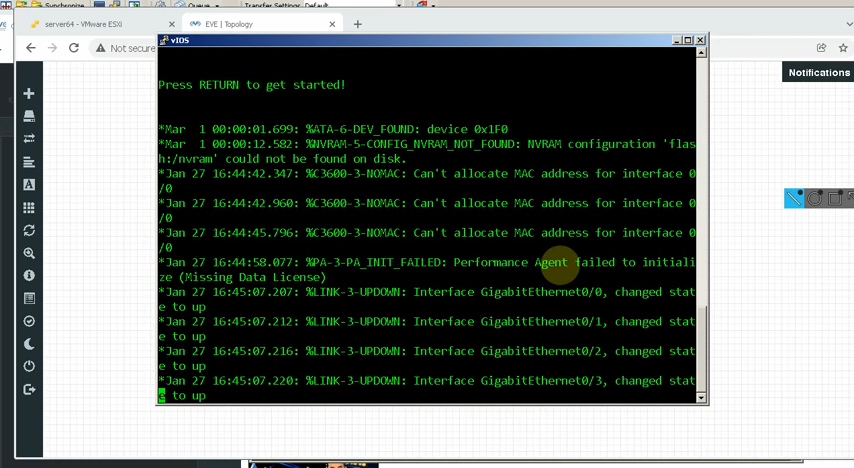 Synchronize
Queue
Transfer Settings Default
server64 - VMware ESXi
EVE | Topology
Not secure
vIOS
Notifications
Press RETURN to get started!
*Mar  1 00:00:01.699: %ATA-6-DEV_FOUND: device 0x1F0
*Mar  1 00:00:12.582: %NVRAM-5-CONFIG_NVRAM_NOT_FOUND: NVRAM configuration 'flas
h:/nvram' could not be found on disk.
*Jan 27 16:44:42.347: %C3600-3-NOMAC: Can't allocate MAC address for interface 0
/0
*Jan 27 16:44:42.960: %C3600-3-NOMAC: Can't allocate MAC address for interface 0
/0
*Jan 27 16:44:45.796: %C3600-3-NOMAC: Can't allocate MAC address for interface 0
/0
*Jan 27 16:44:58.077: %PA-3-PA_INIT_FAILED: Performance Agent failed to initiali
ze (Missing Data License)
*Jan 27 16:45:07.207: %LINK-3-UPDOWN: Interface GigabitEthernet0/0, changed stat
e to up
*Jan 27 16:45:07.212: %LINK-3-UPDOWN: Interface GigabitEthernet0/1, changed stat
e to up
*Jan 27 16:45:07.216: %LINK-3-UPDOWN: Interface GigabitEthernet0/2, changed stat
e to up
*Jan 27 16:45:07.220: %LINK-3-UPDOWN: Interface GigabitEthernet0/3, changed stat
e to up